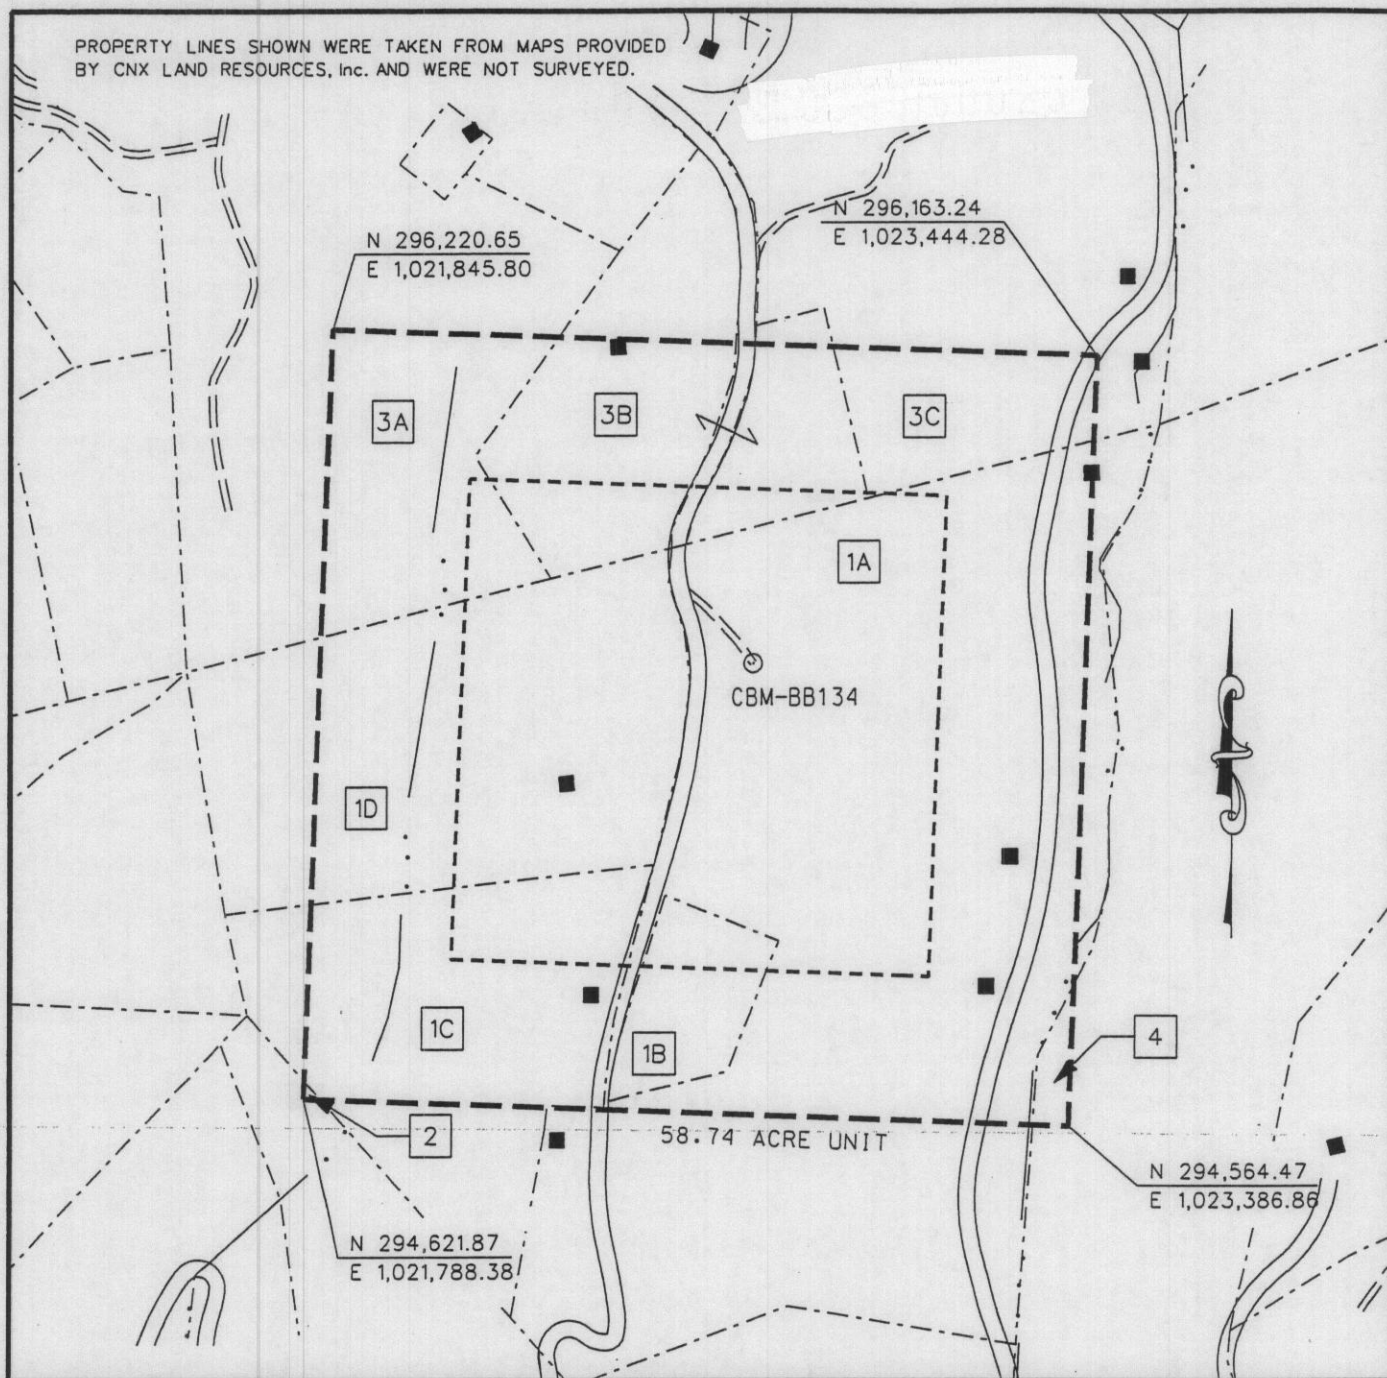 PROPERTY LINES SHOWN WERE TAKEN FROM MAPS PROVIDED
BY CNX LAND RESOURCES, Inc. AND WERE NOT SURVEYED.
N 296,163.24
E 1,023,444.28
N 296,220.65
E 1,021,845.80
3A
3B
3C
1A
CBM-BB134
1D
1C
1B
4
2
58.74 ACRE UNIT
N 294,564.47
E 1,023,386.86
N 294,621.87
E 1,021,788.38